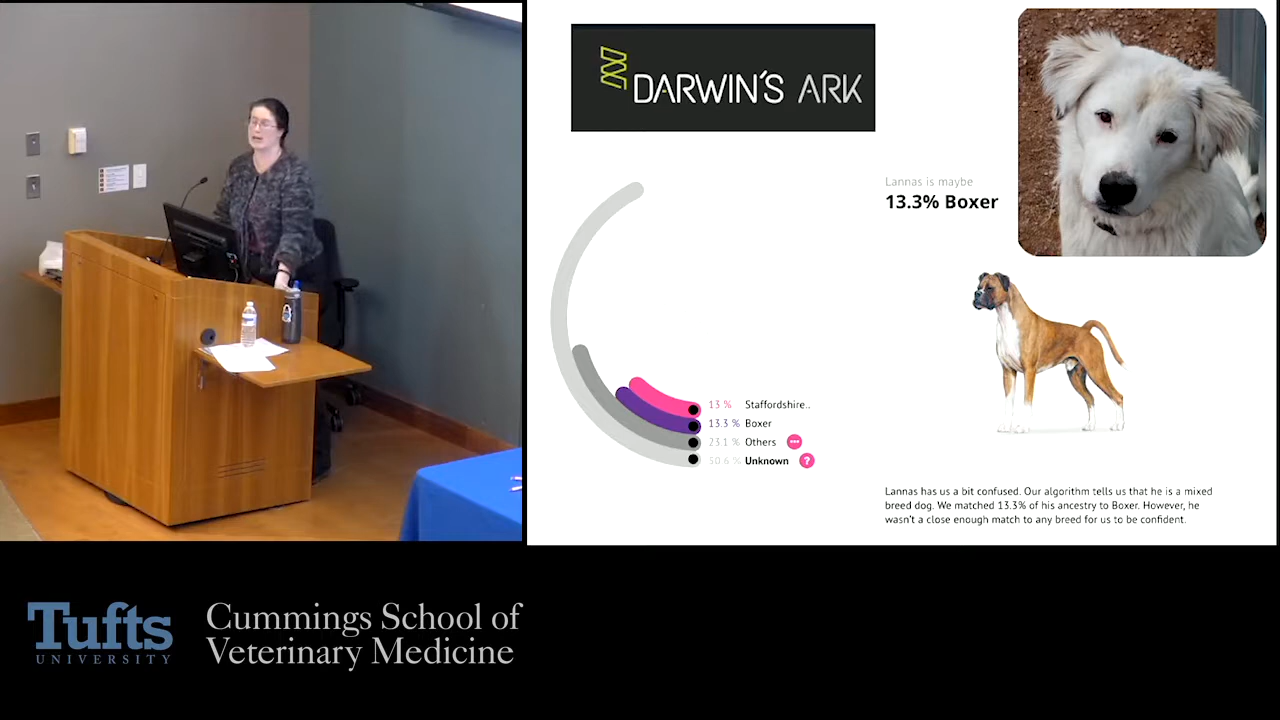 DARWIN'S ARK
Lannas is maybe
13.3% Boxer
13 % Staffordshire..
13.3 % Boxer
23.1 % Others
50.6 % Unknown ?
Lannas has us a bit confused. Our algorithm tells us that he is a mixed
breed dog. We matched 13.3% of his ancestry to Boxer. However, he
wasn't a close enough match to any breed for us to be confident.
Tufts
UNIVERSITY
Cummings School of
Veterinary Medicine